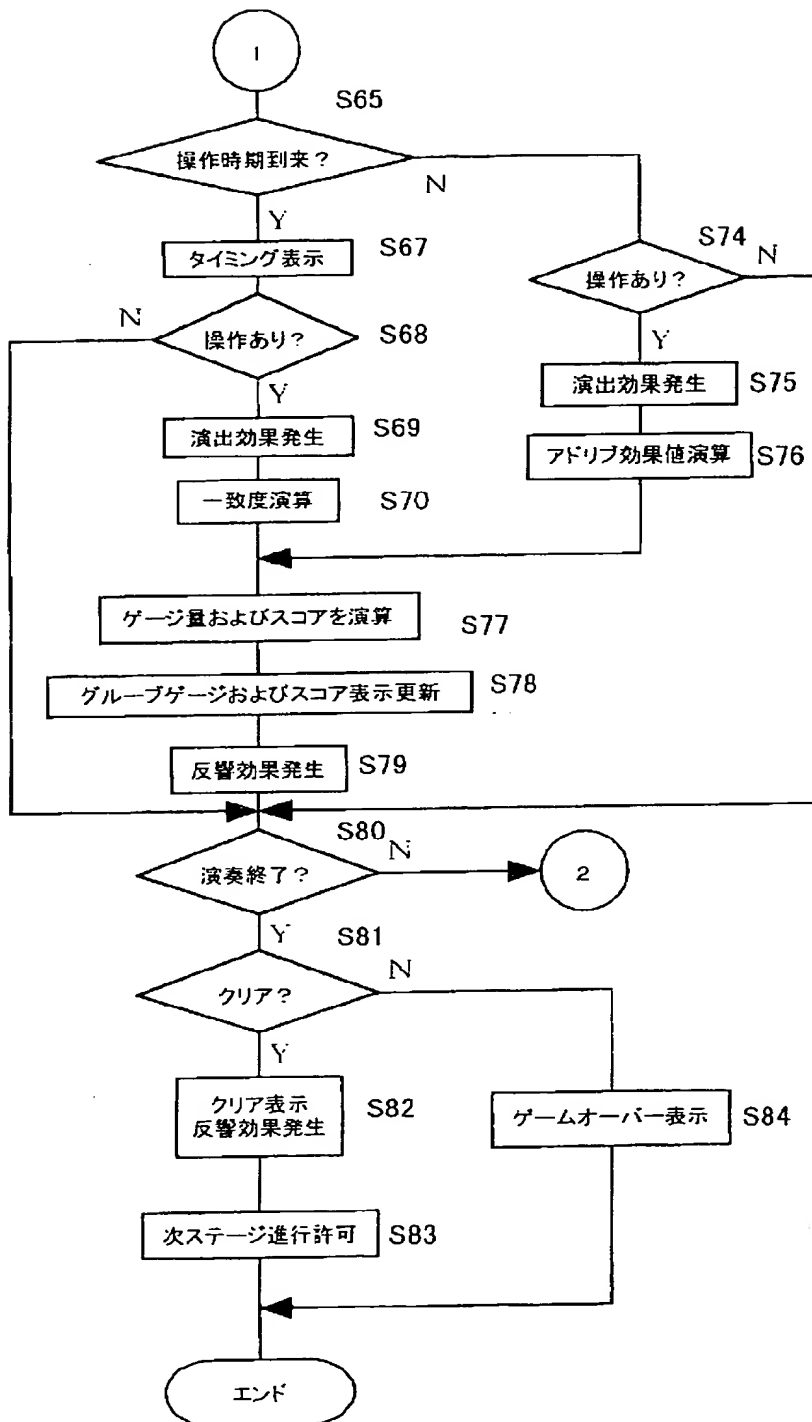 1
S65
操作時期到来?
N
Y
タイミング表示
S67
S74
N
操作あり?
Y
N
操作あり?
S68
Y
演出効果発生
S75
演出効果発生
S69
アドリブ効果値演算
S76
一致度演算
S70
ゲージ量およびスコアを演算
S77
グルーブゲージおよびスコア表示更新
S78
反響効果発生
S79
S80
演奏終了?
N
2
Y
S81
クリア?
N
Y
クリア表示
反響効果発生
S82
ゲームオーバー表示
S84
次ステージ進行許可
S83
エンド